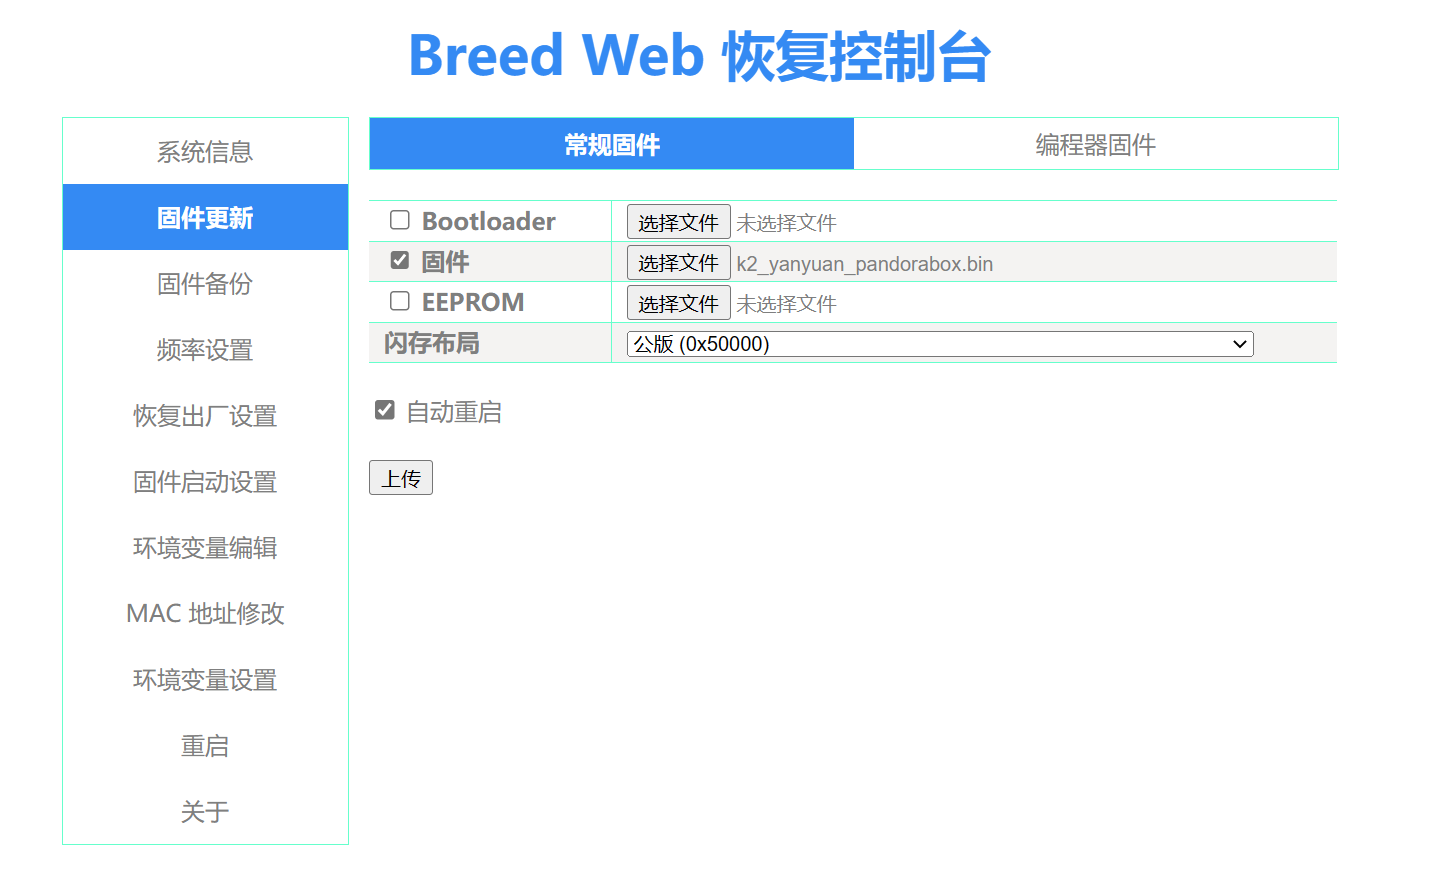 Breed Web 恢复控制台
系统信息
固件更新
固件备份
频率设置
恢复出厂设置
固件启动设置
环境变量编辑
MAC 地址修改
环境变量设置
重启
关于
常规固件 编程器固件
Bootloader 选择文件 未选择文件
固件 选择文件 k2_yanyuan_pandorabox.bin
EEPROM 选择文件 未选择文件
闪存布局 公版 (0x50000)
自动重启
上传